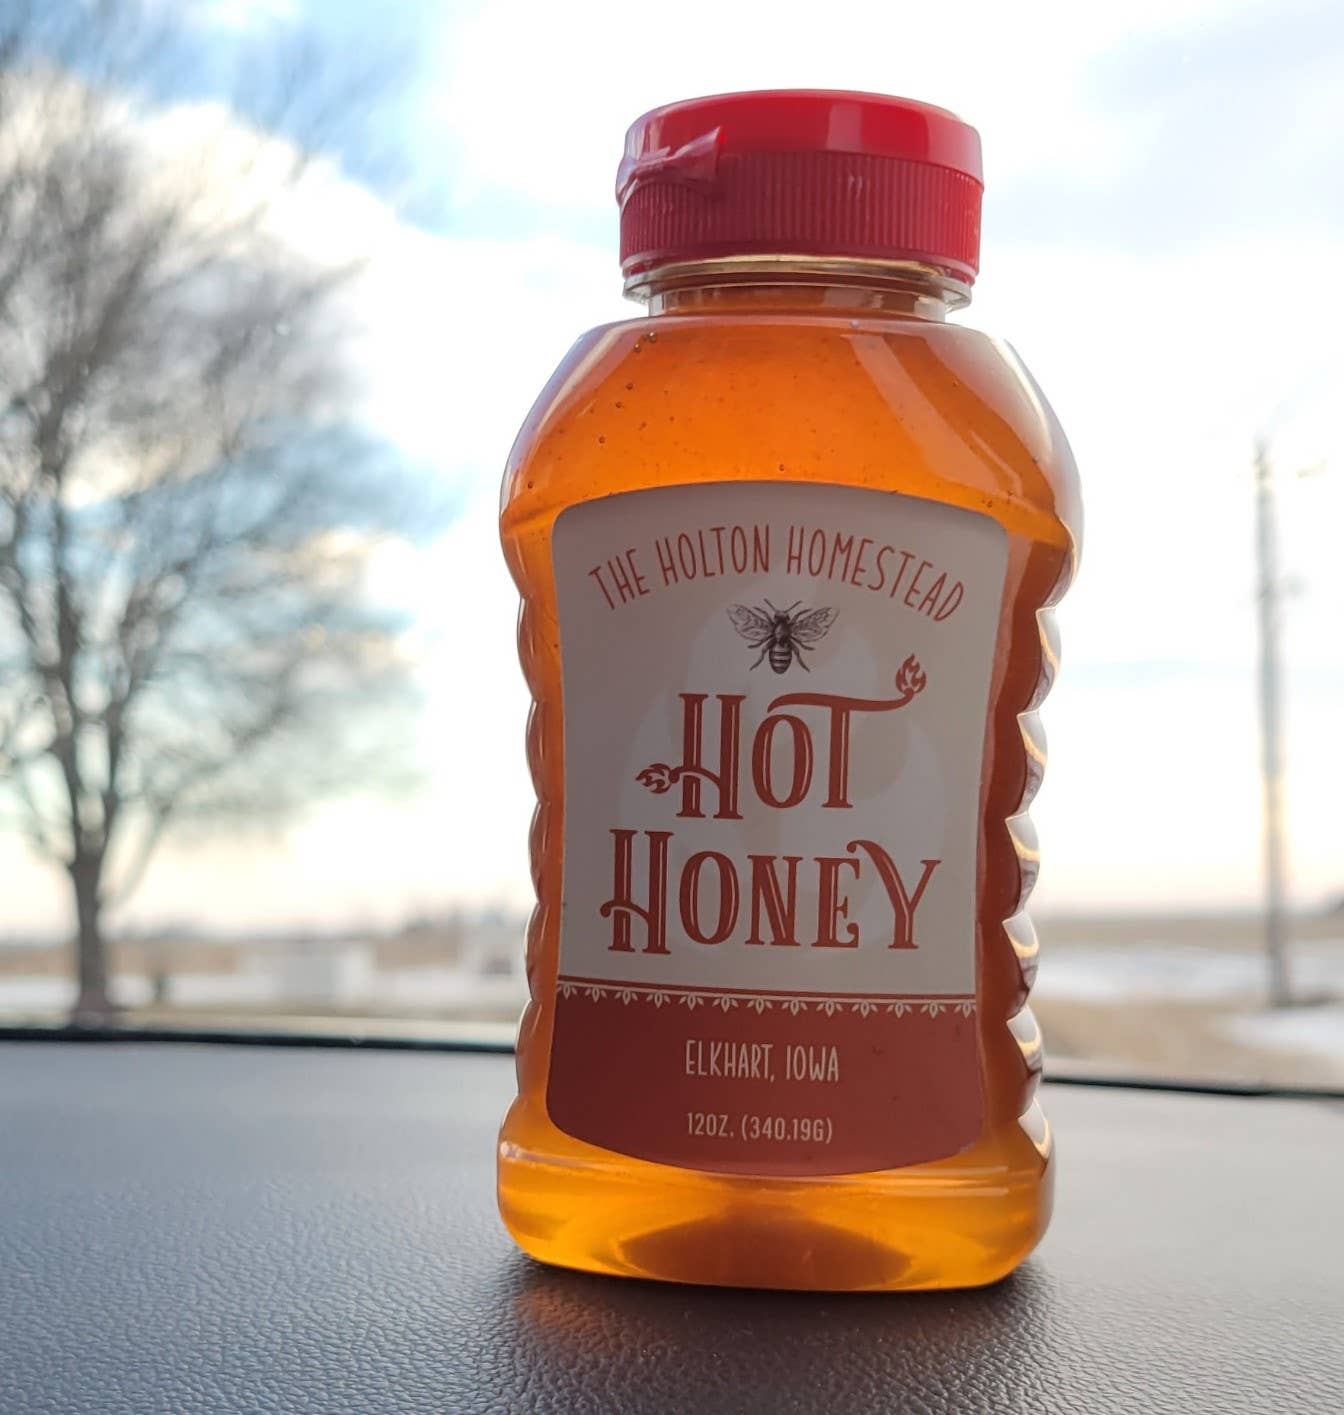 THE HOLTON HOMESTEAD
HOT
HONEY
ELKHART, IOWA
12OZ. (340.19G)